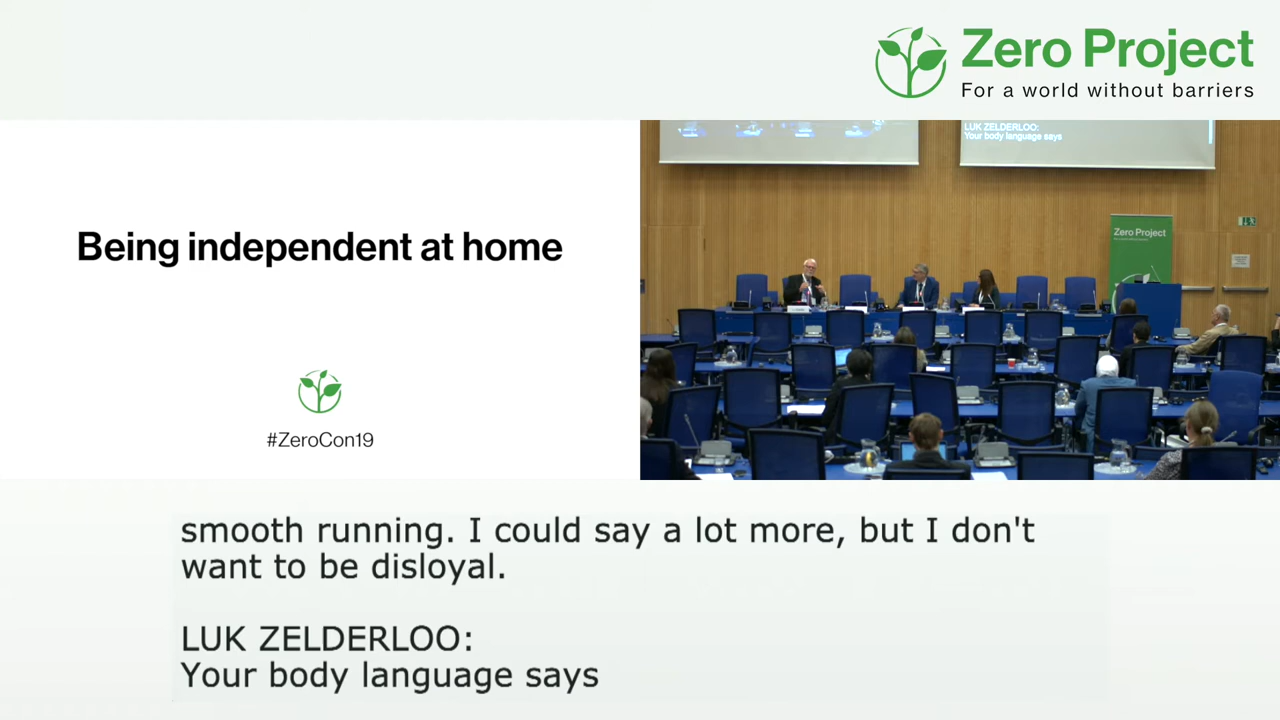 Zero Project
For a world without barriers
Being independent at home
#ZeroCon19
LUK ZELDERLOO:
Your body language says
Zero Project
smooth running. I could say a lot more, but I don't
want to be disloyal.
LUK ZELDERLOO:
Your body language says